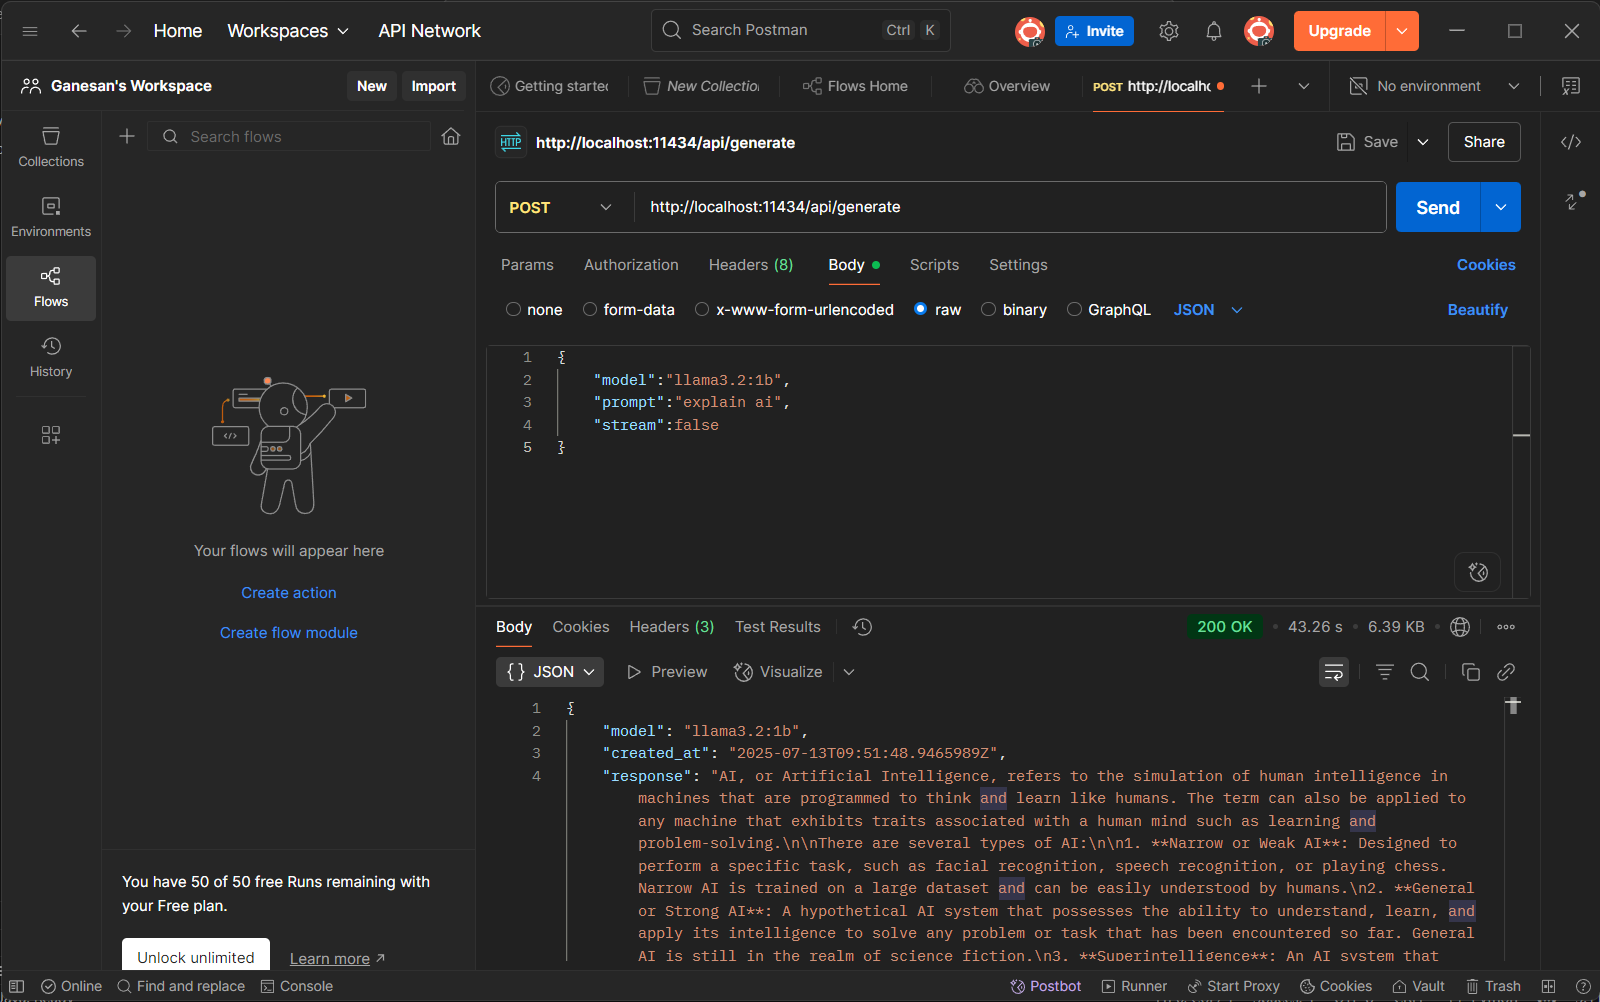 Home Workspaces API Network Search Postman Ctrl K Invite Upgrade
Ganesan's Workspace New Import Getting started New Collection Flows Home Overview POST http://localho No environment
Search flows
Collections
Environments
Flows
History
Your flows will appear here
Create action
Create flow module
You have 50 of 50 free Runs remaining with
your Free plan.
Unlock unlimited Learn more
HTTP http://localhost:11434/api/generate Save Share
POST http://localhost:11434/api/generate Send
Params Authorization Headers (8) Body Scripts Settings Cookies
none form-data x-www-form-urlencoded raw binary GraphQL JSON Beautify
1 {
2 "model":"llama3.2:1b",
3 "prompt":"explain ai",
4 "stream":false
5 }
Body Cookies Headers (3) Test Results 200 OK 43.26 s 6.39 KB
{} JSON Preview Visualize
1 {
2 "model": "llama3.2:1b",
3 "created_at": "2025-07-13T09:51:48.9465989Z",
4 "response": "AI, or Artificial Intelligence, refers to the simulation of human intelligence in
machines that are programmed to think and learn like humans. The term can also be applied to
any machine that exhibits traits associated with a human mind such as learning and
problem-solving.\n\nThere are several types of AI:\n\n1. **Narrow or Weak AI**: Designed to
perform a specific task, such as facial recognition, speech recognition, or playing chess.
Narrow AI is trained on a large dataset and can be easily understood by humans.\n2. **General
or Strong AI**: A hypothetical AI system that possesses the ability to understand, learn, and
apply its intelligence to solve any problem or task that has been encountered so far. General
AI is still in the realm of science fiction.\n3. **Superintelligence**: An AI system that
Online Find and replace Console Postbot Runner Start Proxy Cookies Vault Trash